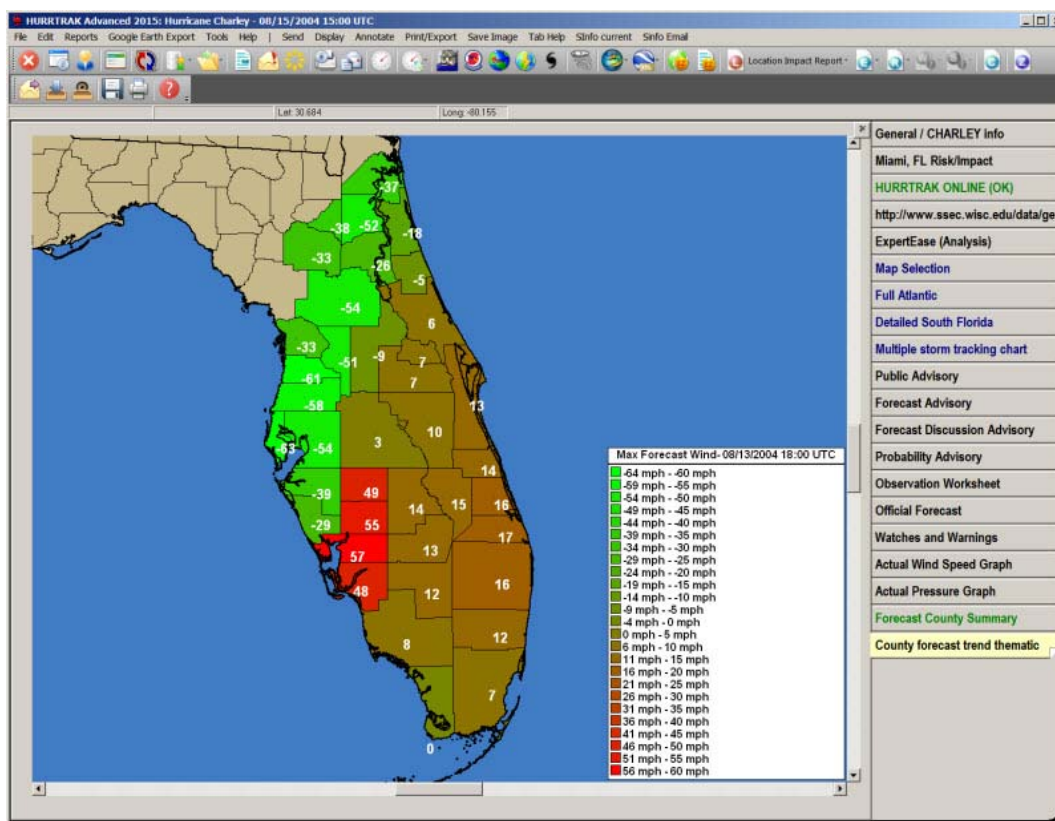 HURRTRAK Advanced 2015: Hurricane Charley - 08/15/2004 15:00 UTC
File Edit Reports Google Earth Export Tools Help | Send Display Annotate Print/Export Save Image Tab Help SInfo current Sinfo Email
Location Impact Report
Lat: 30.684 Long: -80.155
General / CHARLEY info
Miami, FL Risk/Impact
HURRTRAK ONLINE (OK)
http://www.ssec.wisc.edu/data/ge
ExpertEase (Analysis)
Map Selection
Full Atlantic
Detailed South Florida
Multiple storm tracking chart
Public Advisory
Forecast Advisory
Forecast Discussion Advisory
Probability Advisory
Observation Worksheet
Official Forecast
Watches and Warnings
Actual Wind Speed Graph
Actual Pressure Graph
Forecast County Summary
County forecast trend thematic
-37
-38 -52 -18
-33 -26
-5
-54
6
-33
-51 -9 7
-61 7
-58 13
10
-63 -54 3
14
-39 49 14 15 16
-29 55
17
57 13
48 12 16
8 12
7
0
Max Forecast Wind- 08/13/2004 18:00 UTC
-64 mph - -60 mph
-59 mph - -55 mph
-54 mph - -50 mph
-49 mph - -45 mph
-44 mph - -40 mph
-39 mph - -35 mph
-34 mph - -30 mph
-29 mph - -25 mph
-24 mph - -20 mph
-19 mph - -15 mph
-14 mph - -10 mph
-9 mph - -5 mph
-4 mph - 0 mph
0 mph - 5 mph
6 mph - 10 mph
11 mph - 15 mph
16 mph - 20 mph
21 mph - 25 mph
26 mph - 30 mph
31 mph - 35 mph
36 mph - 40 mph
41 mph - 45 mph
46 mph - 50 mph
51 mph - 55 mph
56 mph - 60 mph